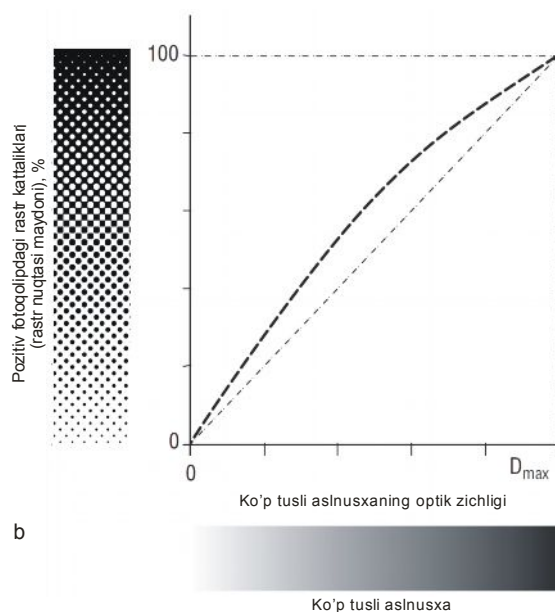 Pozitiv fotoqolipdagi rastr kattaliklari
(rastr nuqtasi maydoni), %
100
0
0
Dmax
Ko'p tusli aslnusxaning optik zichligi
b
Ko'p tusli aslnusxa